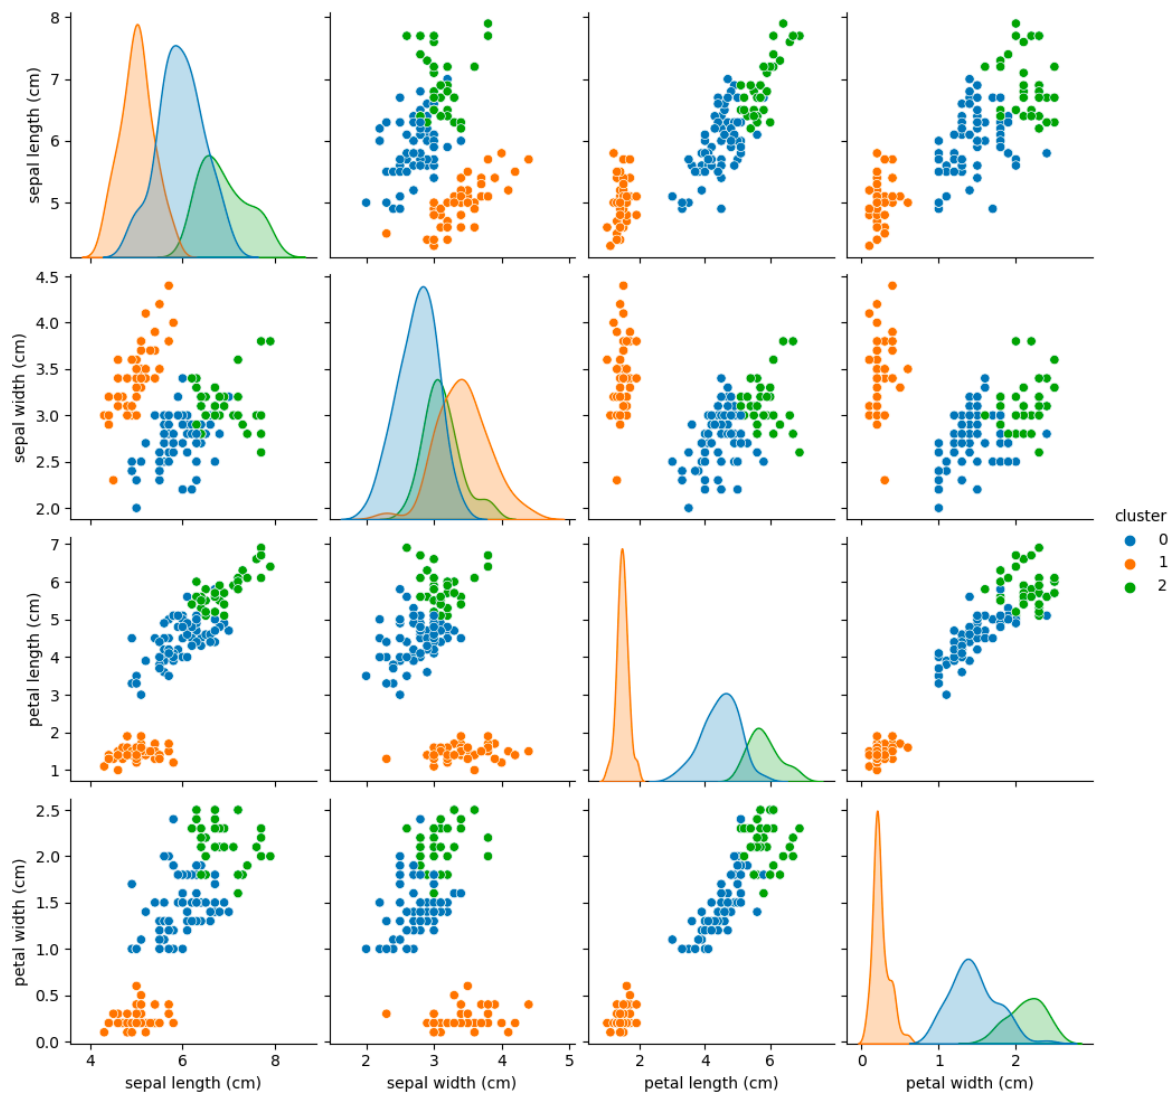 8
7
6
5
sepal length (cm)
4.5
4.0
3.5
3.0
2.5
2.0
sepal width (cm)
cluster
0
1
2
7
6
5
4
3
2
1
petal length (cm)
2.5
2.0
1.5
1.0
0.5
0.0
petal width (cm)
4 6 8
2 3 4 5
2 4 6
0 1 2
sepal length (cm)
sepal width (cm)
petal length (cm)
petal width (cm)